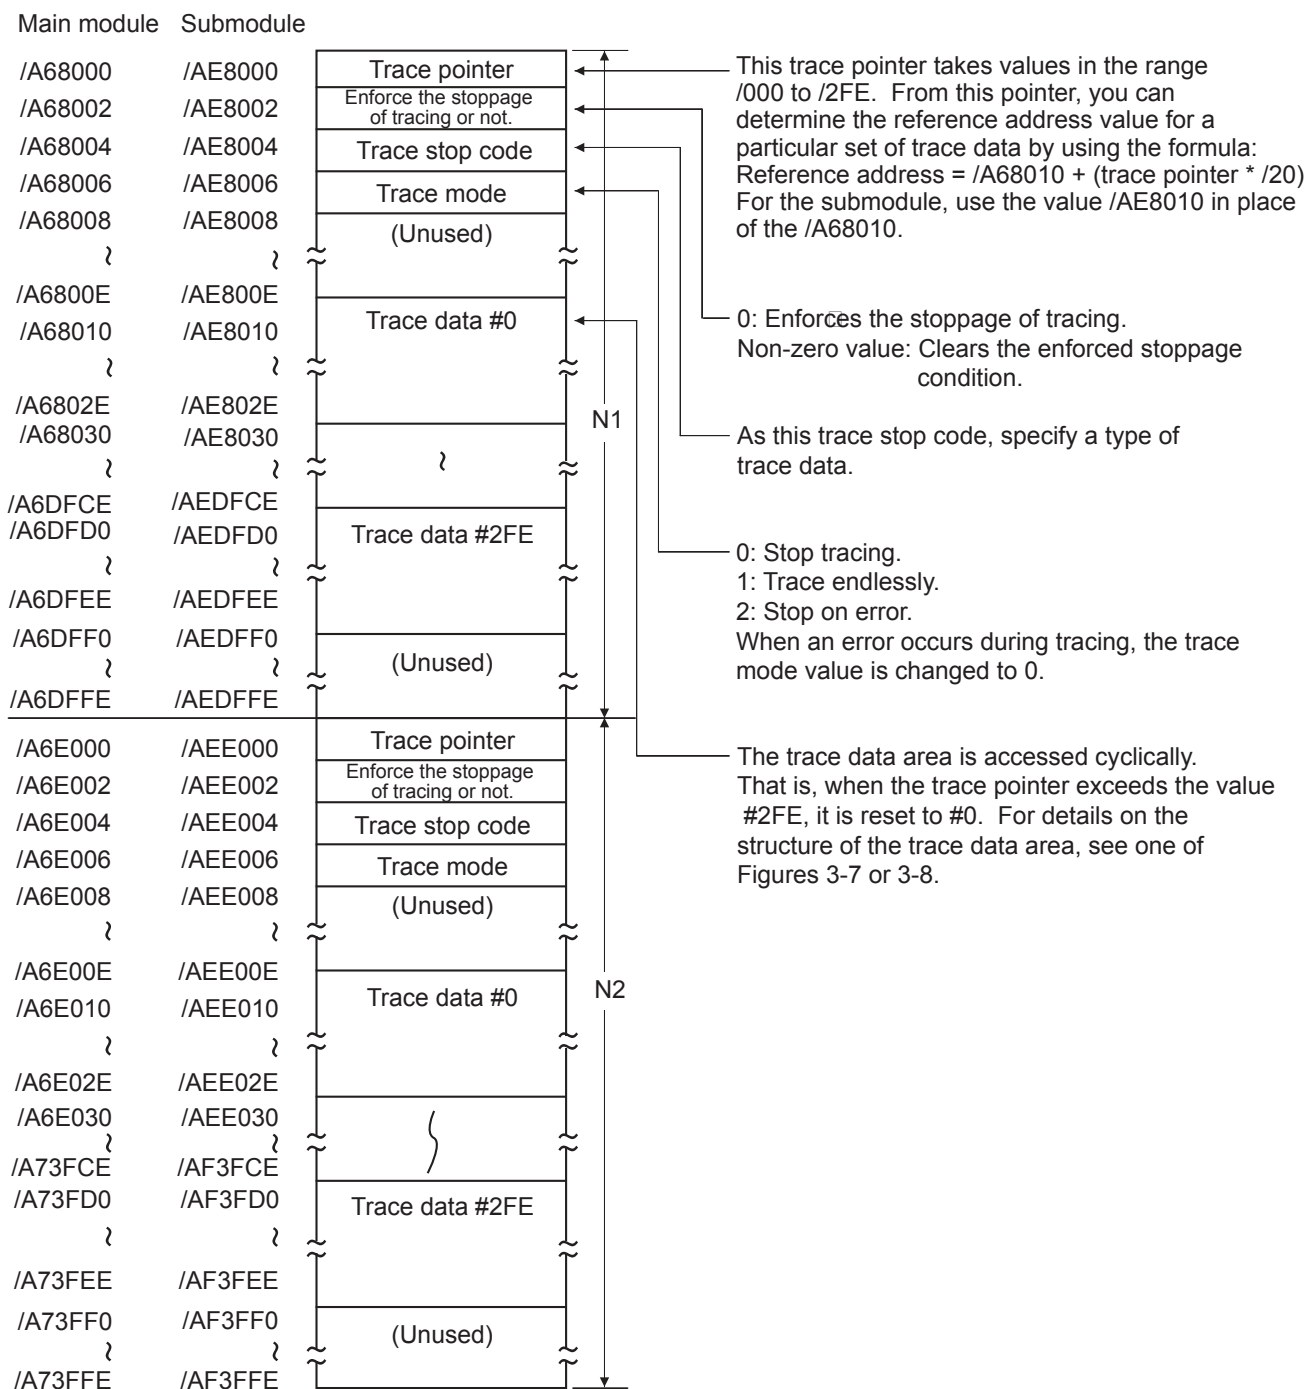 Main module Submodule
/A68000 /AE8000 Trace pointer
/A68002 /AE8002 Enforce the stoppage
of tracing or not.
/A68004 /AE8004 Trace stop code
/A68006 /AE8006 Trace mode
/A68008 /AE8008 (Unused)
~ ~
/A6800E /AE800E
/A68010 /AE8010 Trace data #0
~ ~
/A6802E /AE802E
/A68030 /AE8030
~ ~ ~
/A6DFCE /AEDFCE
/A6DFD0 /AEDFD0 Trace data #2FE
~ ~
/A6DFEE /AEDFEE
/A6DFF0 /AEDFF0
~ ~ (Unused)
/A6DFFE /AEDFFE
N1
/A6E000 /AEE000 Trace pointer
/A6E002 /AEE002 Enforce the stoppage
of tracing or not.
/A6E004 /AEE004 Trace stop code
/A6E006 /AEE006 Trace mode
/A6E008 /AEE008 (Unused)
~ ~
/A6E00E /AEE00E
/A6E010 /AEE010 Trace data #0
~ ~
/A6E02E /AEE02E
/A6E030 /AEE030
~ ~
/A73FCE /AF3FCE
/A73FD0 /AF3FD0 Trace data #2FE
~ ~
/A73FEE /AF3FEE
/A73FF0 /AF3FF0 (Unused)
~ ~
/A73FFE /AF3FFE
N2
This trace pointer takes values in the range
/000 to /2FE. From this pointer, you can
determine the reference address value for a
particular set of trace data by using the formula:
Reference address = /A68010 + (trace pointer * /20)
For the submodule, use the value /AE8010 in place
of the /A68010.
0: Enforces the stoppage of tracing.
Non-zero value: Clears the enforced stoppage
condition.
As this trace stop code, specify a type of
trace data.
0: Stop tracing.
1: Trace endlessly.
2: Stop on error.
When an error occurs during tracing, the trace
mode value is changed to 0.
The trace data area is accessed cyclically.
That is, when the trace pointer exceeds the value
#2FE, it is reset to #0. For details on the
structure of the trace data area, see one of
Figures 3-7 or 3-8.